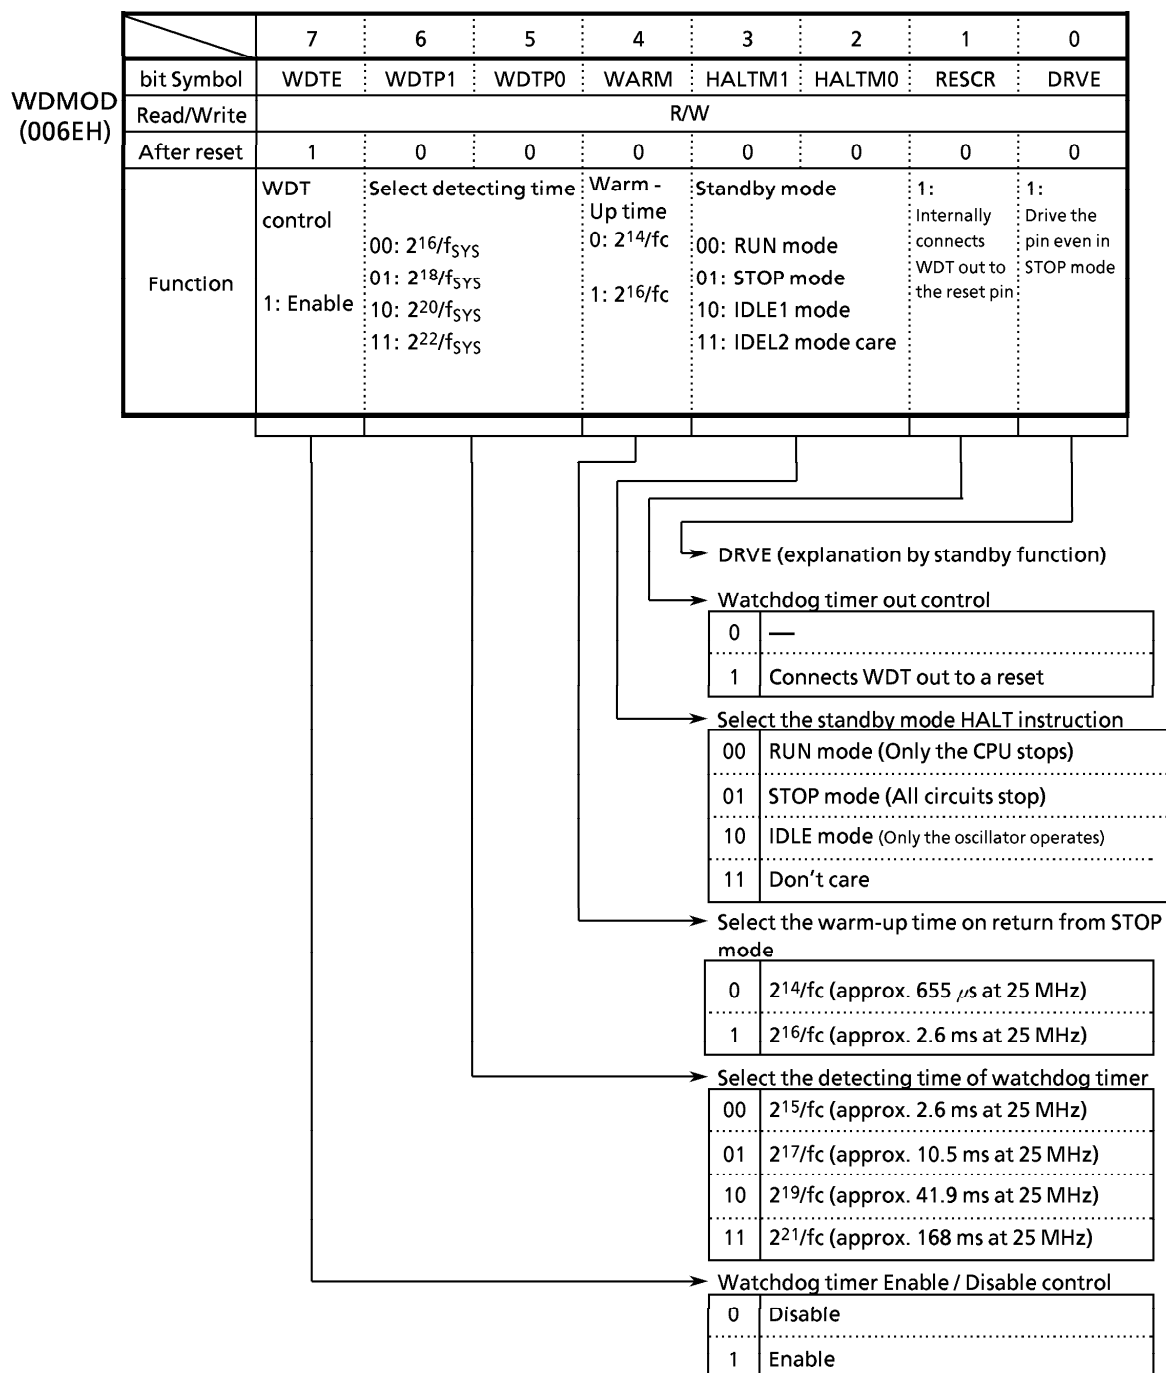 7 6 5 4 3 2 1 0
bit Symbol WDTE WDTP1 WDTP0 WARM HALTM1 HALTM0 RESCR DRVE
WDMOD
(006EH)
Read/Write R/W
After reset 1 0 0 0 0 0 0 0
Function
WDT
control
1: Enable
Select detecting time
00: 2^16/fSYS
01: 2^18/fSYS
10: 2^20/fSYS
11: 2^22/fSYS
Warm -
Up time
0: 2^14/fc
1: 2^16/fc
Standby mode
00: RUN mode
01: STOP mode
10: IDLE1 mode
11: IDEL2 mode care
1:
Internally
connects
WDT out to
the reset pin
1:
Drive the
pin even in
STOP mode
DRVE (explanation by standby function)
Watchdog timer out control
0 —
1 Connects WDT out to a reset
Select the standby mode HALT instruction
00 RUN mode (Only the CPU stops)
01 STOP mode (All circuits stop)
10 IDLE mode (Only the oscillator operates)
11 Don't care
Select the warm-up time on return from STOP
mode
0 2^14/fc (approx. 655 μs at 25 MHz)
1 2^16/fc (approx. 2.6 ms at 25 MHz)
Select the detecting time of watchdog timer
00 2^15/fc (approx. 2.6 ms at 25 MHz)
01 2^17/fc (approx. 10.5 ms at 25 MHz)
10 2^19/fc (approx. 41.9 ms at 25 MHz)
11 2^21/fc (approx. 168 ms at 25 MHz)
Watchdog timer Enable / Disable control
0 Disable
1 Enable